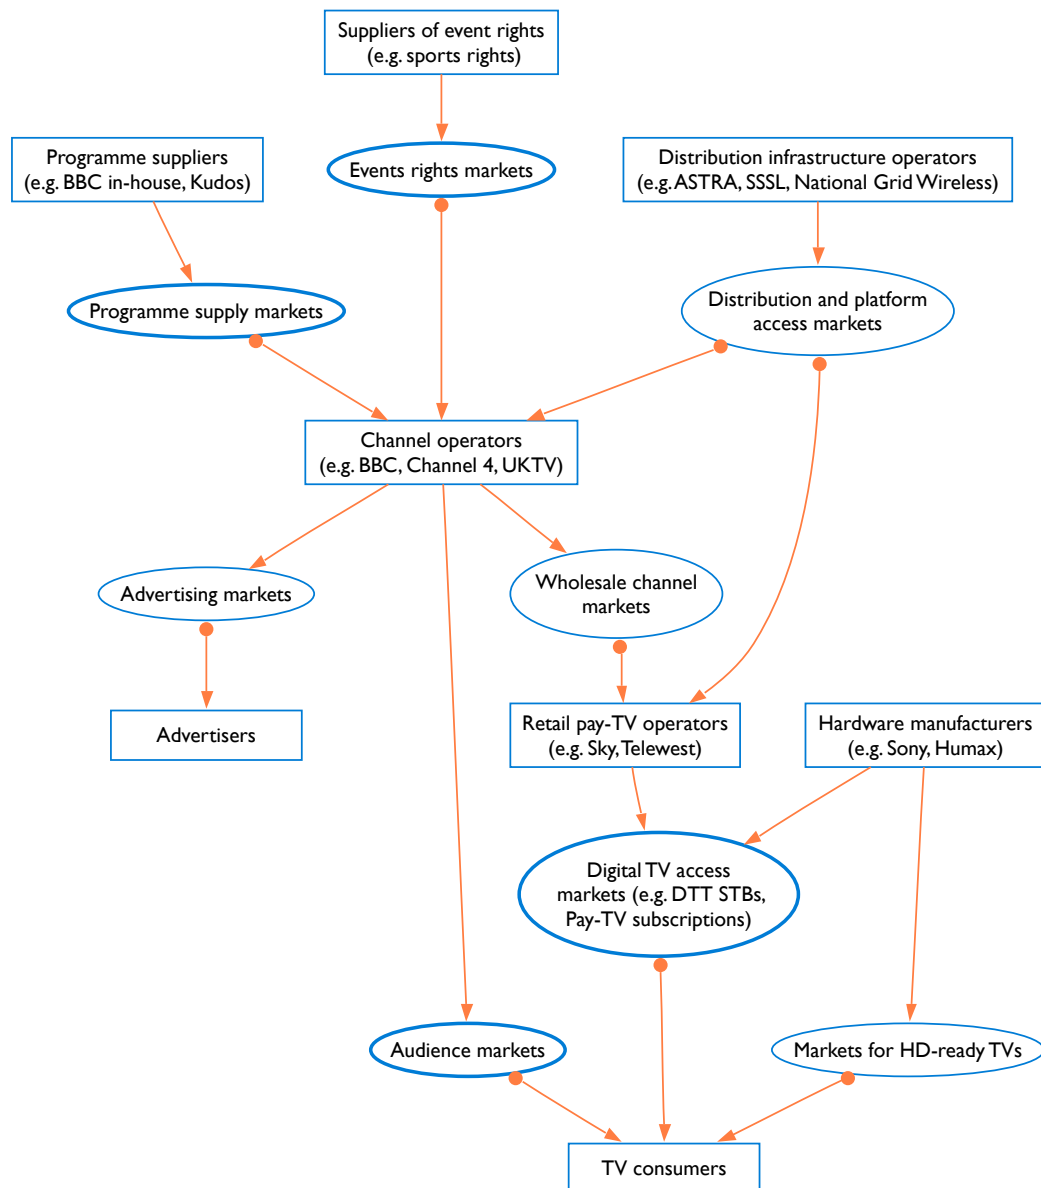 Suppliers of event rights
(e.g. sports rights)
Programme suppliers
(e.g. BBC in-house, Kudos)
Events rights markets
Distribution infrastructure operators
(e.g. ASTRA, SSSL, National Grid Wireless)
Programme supply markets
Distribution and platform
access markets
Channel operators
(e.g. BBC, Channel 4, UKTV)
Advertising markets
Wholesale channel
markets
Advertisers
Retail pay-TV operators
(e.g. Sky, Telewest)
Hardware manufacturers
(e.g. Sony, Humax)
Digital TV access
markets (e.g. DTT STBs,
Pay-TV subscriptions)
Audience markets
Markets for HD-ready TVs
TV consumers